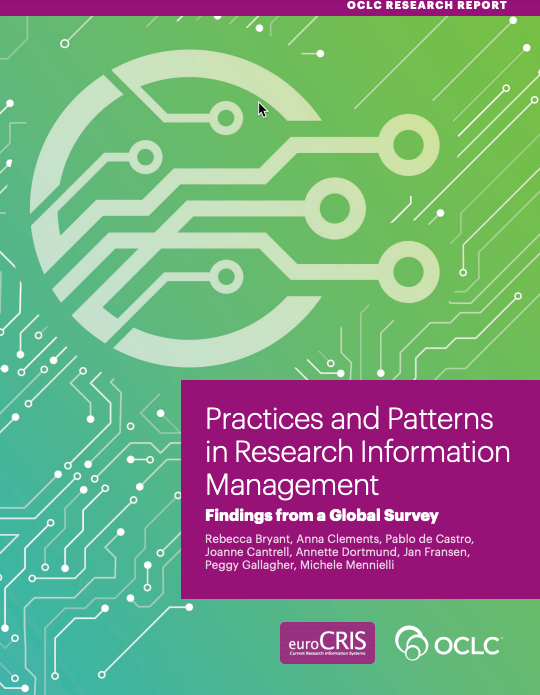 OCLC RESEARCH REPORT
Practices and Patterns
in Research Information
Management
Findings from a Global Survey
Rebecca Bryant, Anna Clements, Pablo de Castro,
Joanne Cantrell, Annette Dortmund, Jan Fransen,
Peggy Gallagher, Michele Mennielli
euroCRIS
Current Research Information Systems
OCLC